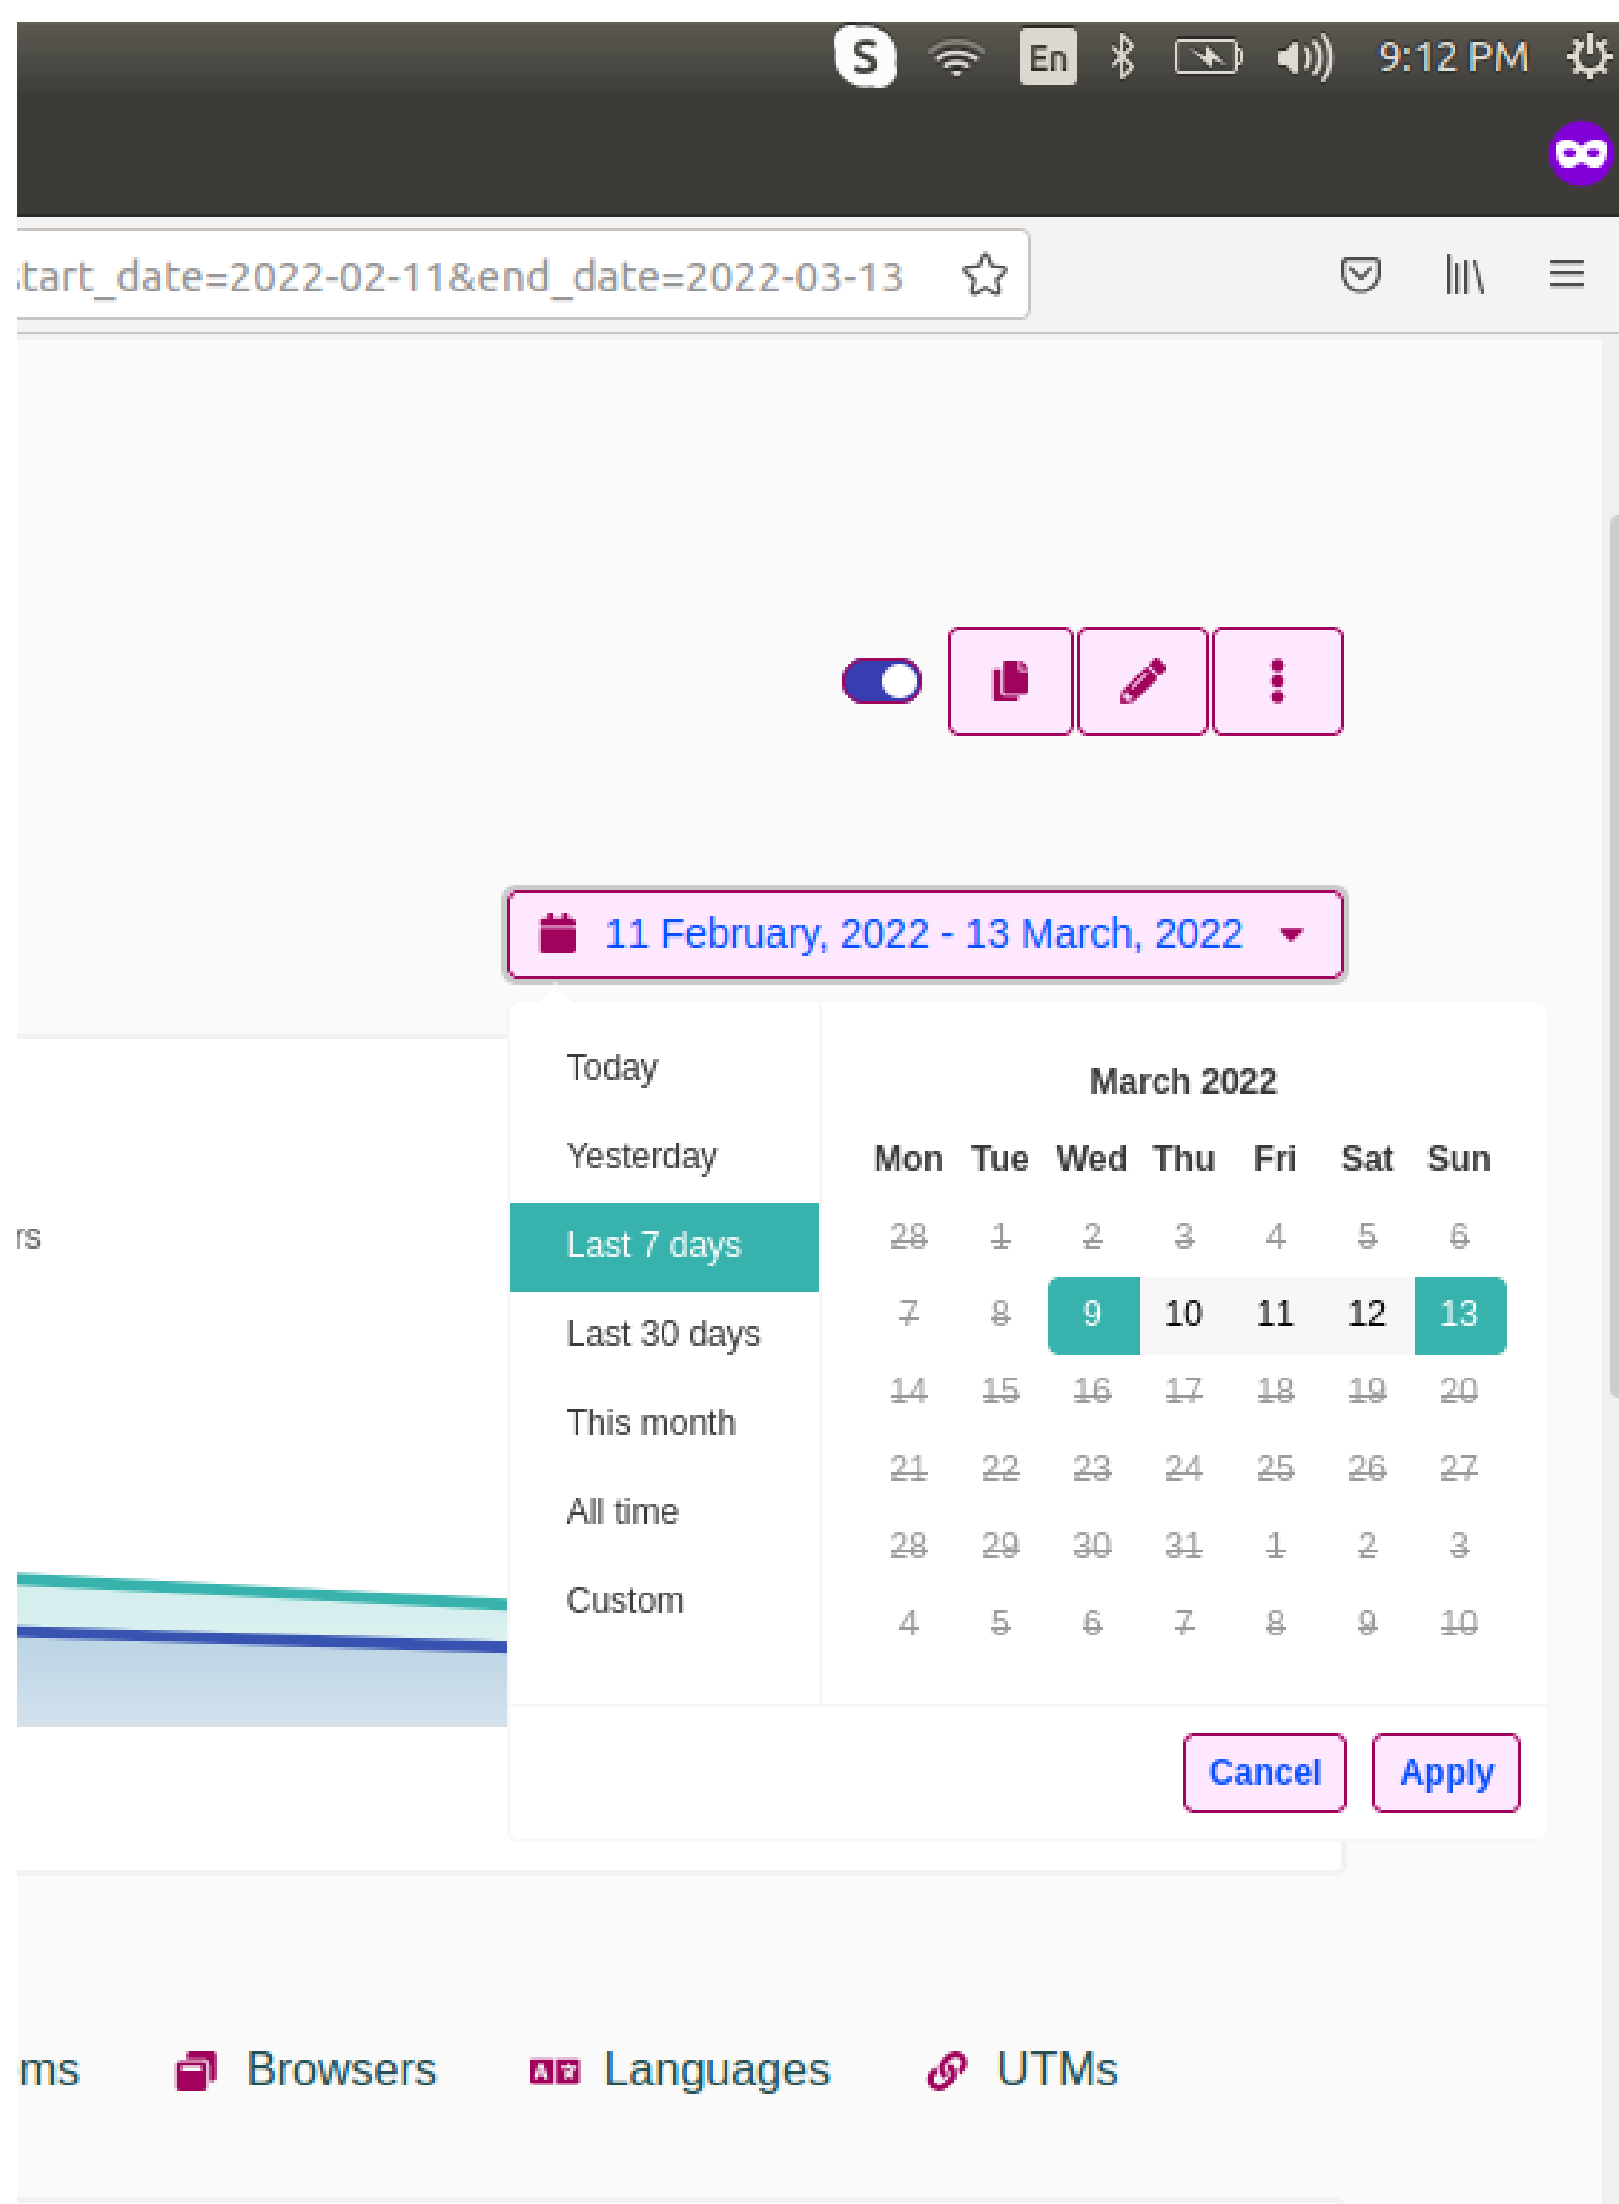 S En 9:12 PM
tart_date=2022-02-11&end_date=2022-03-13
11 February, 2022 - 13 March, 2022
Today
Yesterday
Last 7 days
Last 30 days
This month
All time
Custom
March 2022
Mon Tue Wed Thu Fri Sat Sun
28 1 2 3 4 5 6
7 8 9 10 11 12 13
14 15 16 17 18 19 20
21 22 23 24 25 26 27
28 29 30 31 1 2 3
4 5 6 7 8 9 10
rs
Cancel Apply
ms Browsers Languages UTMs